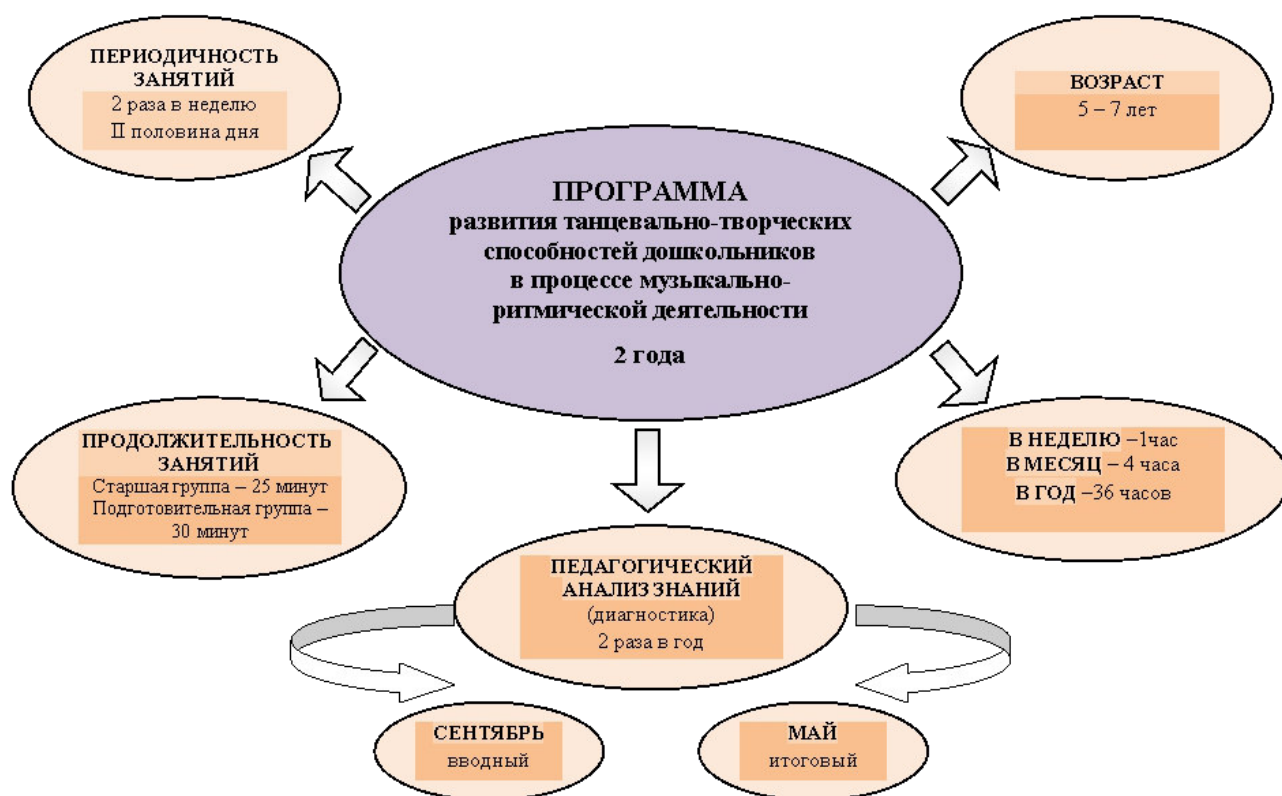 ПЕРИОДИЧНОСТЬ
ЗАНЯТИЙ
2 раза в неделю
II половина дня
ВОЗРАСТ
5 – 7 лет
ПРОГРАММА
развития танцевально-творческих
способностей дошкольников
в процессе музыкально-
ритмической деятельности
2 года
ПРОДОЛЖИТЕЛЬНОСТЬ
ЗАНЯТИЙ
Старшая группа – 25 минут
Подготовительная группа –
30 минут
В НЕДЕЛЮ –1час
В МЕСЯЦ – 4 часа
В ГОД –36 часов
ПЕДАГОГИЧЕСКИЙ
АНАЛИЗ ЗНАНИЙ
(диагностика)
2 раза в год
СЕНТЯБРЬ
вводный
МАЙ
итоговый